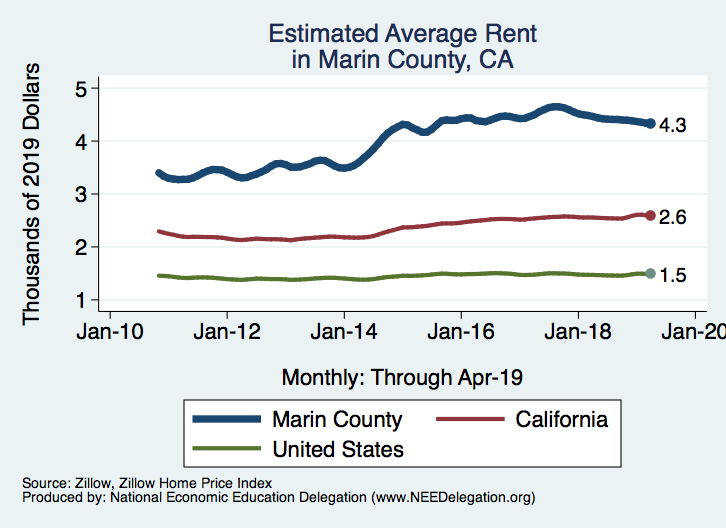 Estimated Average Rent
in Marin County, CA
Thousands of 2019 Dollars
5
4
3
2
1
4.3
2.6
1.5
Jan-10 Jan-12 Jan-14 Jan-16 Jan-18 Jan-20
Monthly: Through Apr-19
Marin County California
United States
Source: Zillow, Zillow Home Price Index
Produced by: National Economic Education Delegation (www.NEEDelegation.org)